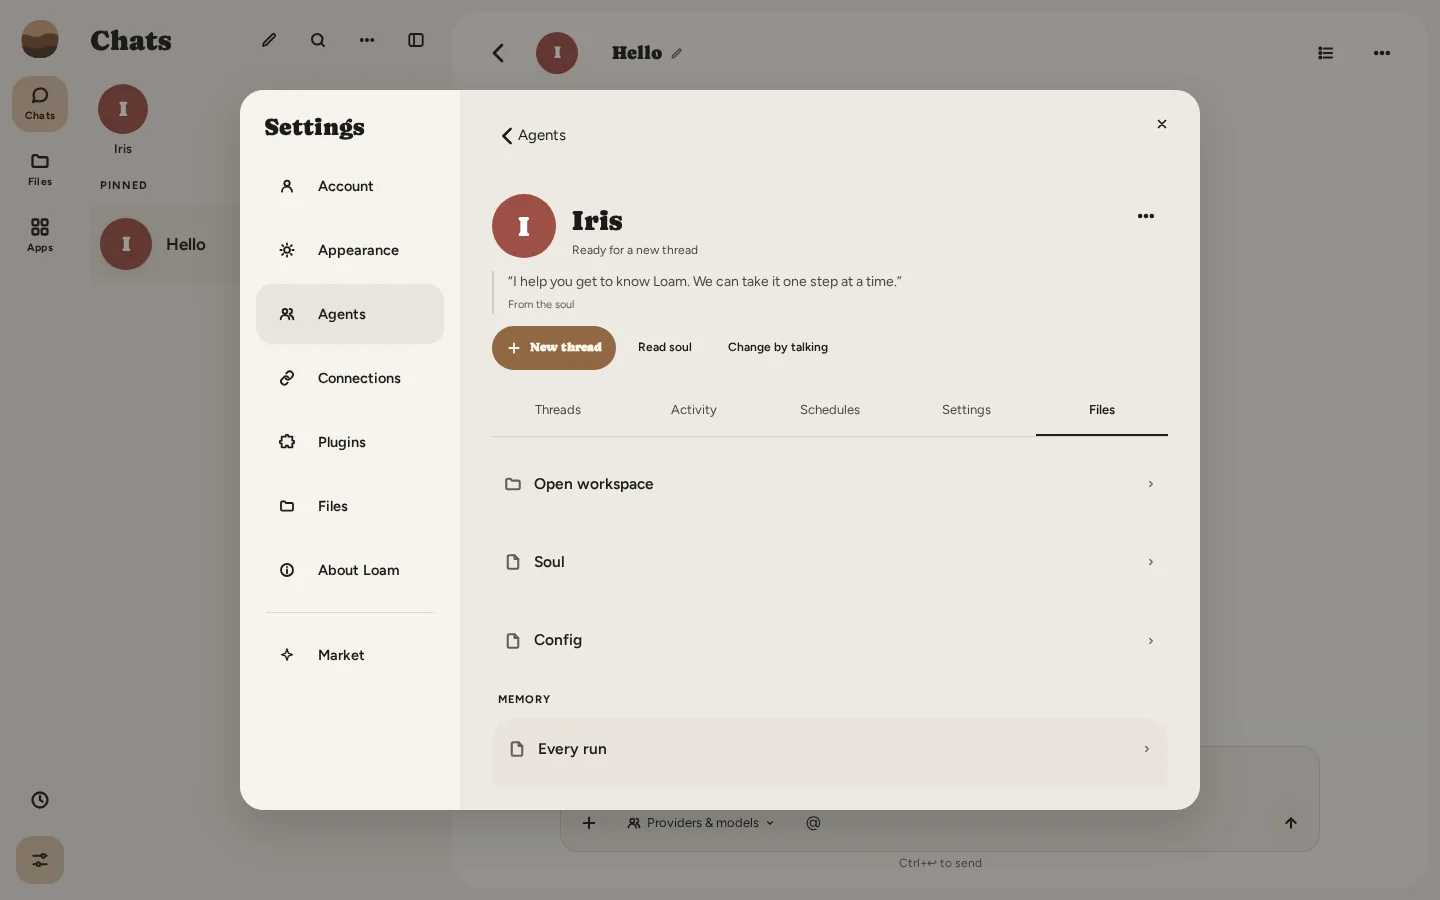 Chats
Chats
Files
Apps
I
Iris
PINNED
I
Hello
I
Hello
Settings
Account
Appearance
Agents
Connections
Plugins
Files
About Loam
Market
Agents
I
Iris
Ready for a new thread
“I help you get to know Loam. We can take it one step at a time.”
From the soul
New thread
Read soul
Change by talking
Threads
Activity
Schedules
Settings
Files
Open workspace
Soul
Config
MEMORY
Every run
Providers & models
@
Ctrl+↩ to send